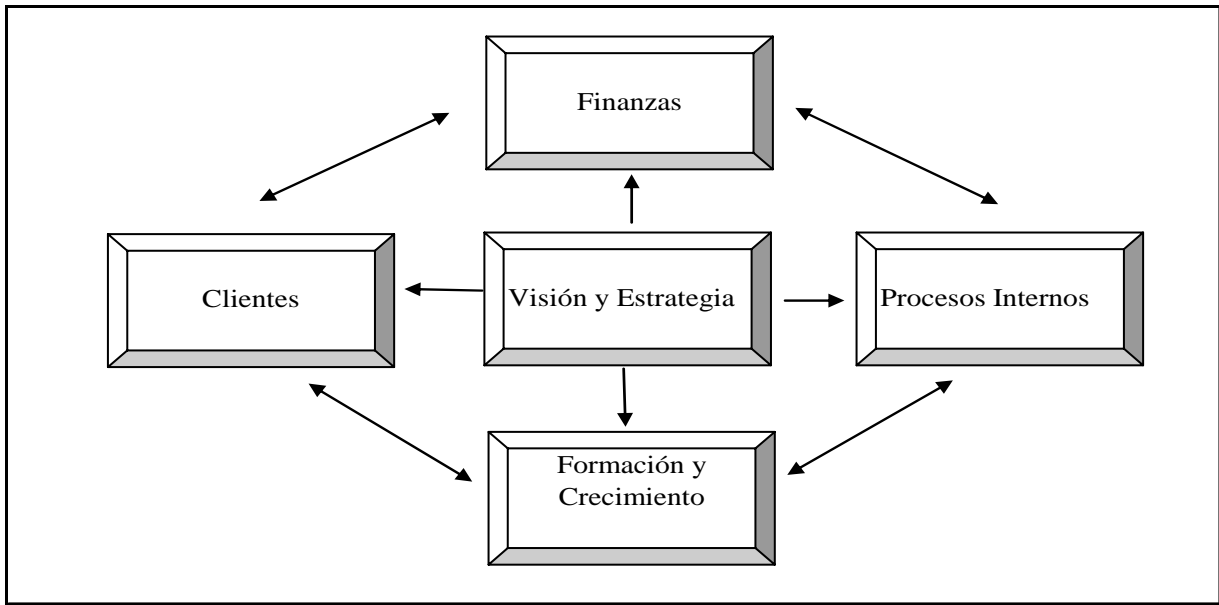 Finanzas
Clientes
Visión y Estrategia
Procesos Internos
Formación y
Crecimiento